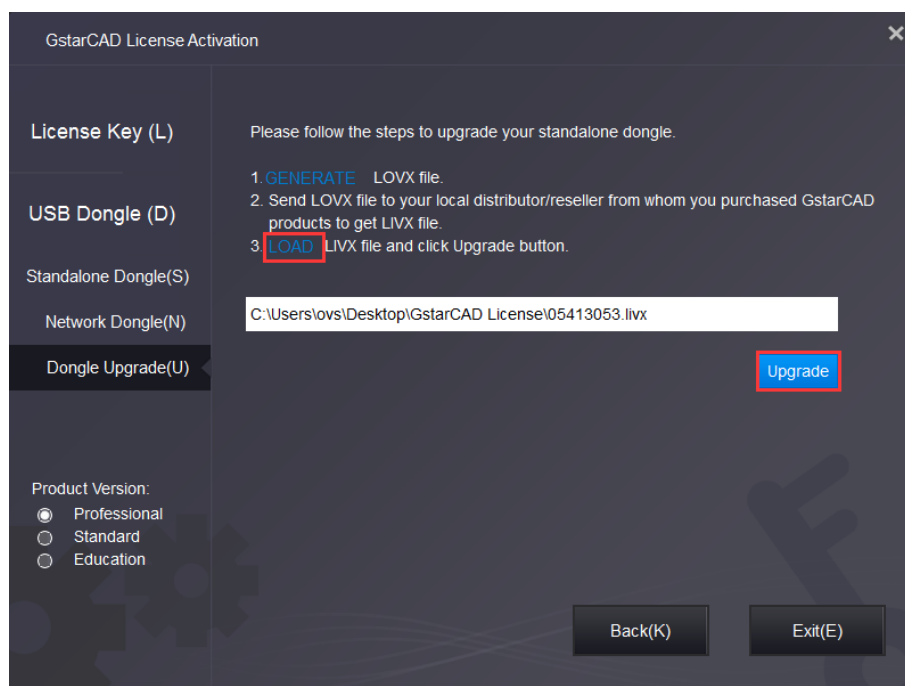 GstarCAD License Activation
License Key (L)
USB Dongle (D)
Standalone Dongle(S)
Network Dongle(N)
Dongle Upgrade(U)
Product Version:
Professional
Standard
Education
Please follow the steps to upgrade your standalone dongle.
1. GENERATE LOVX file.
2. Send LOVX file to your local distributor/reseller from whom you purchased GstarCAD
products to get LIVX file.
3. LOAD LIVX file and click Upgrade button.
C:\Users\ovs\Desktop\GstarCAD License\05413053.livx
Upgrade
Back(K)
Exit(E)